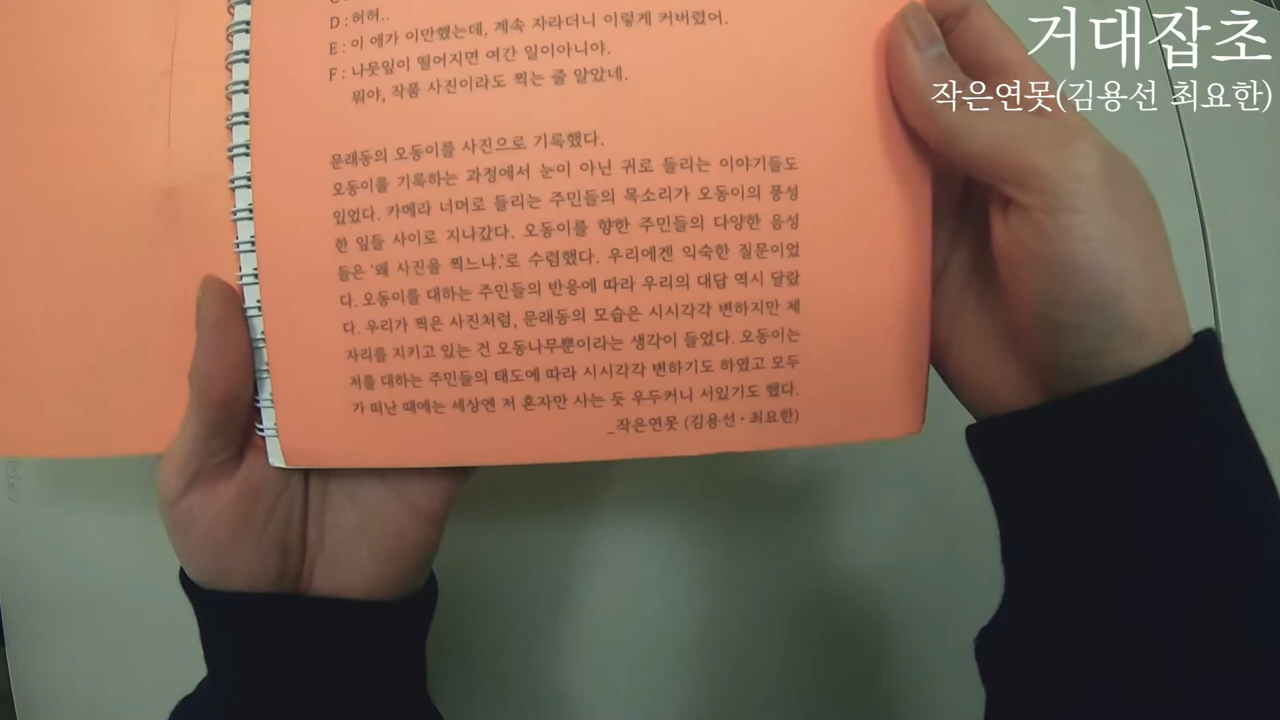 거대잡초
작은연못(김용선 최요한)
D : 허허..
E : 이 애가 이만했는데, 계속 자라더니 이렇게 커버렸어.
F : 나뭇잎이 떨어지면 여간 일이아니야.
뭐야, 작품 사진이라도 찍는 줄 알았네.
문래동의 오동이를 사진으로 기록했다.
오동이를 기록하는 과정에서 눈이 아닌 귀로 들리는 이야기들도
있었다. 카메라 너머로 들리는 주민들의 목소리가 오동이의 풍성
한 잎들 사이로 지나갔다. 오동이를 향한 주민들의 다양한 음성
들은 ‘왜 사진을 찍느냐.’로 수렴했다. 우리에겐 익숙한 질문이었
다. 오동이를 대하는 주민들의 반응에 따라 우리의 대답 역시 달랐
다. 우리가 찍은 사진처럼, 문래동의 모습은 시시각각 변하지만 제
자리를 지키고 있는 건 오동나무뿐이라는 생각이 들었다. 오동이는
저를 대하는 주민들의 태도에 따라 시시각각 변하기도 하였고 모두
가 떠난 때에는 세상엔 저 혼자만 사는 듯 우두커니 서있기도 했다.
_작은연못 (김용선 · 최요한)